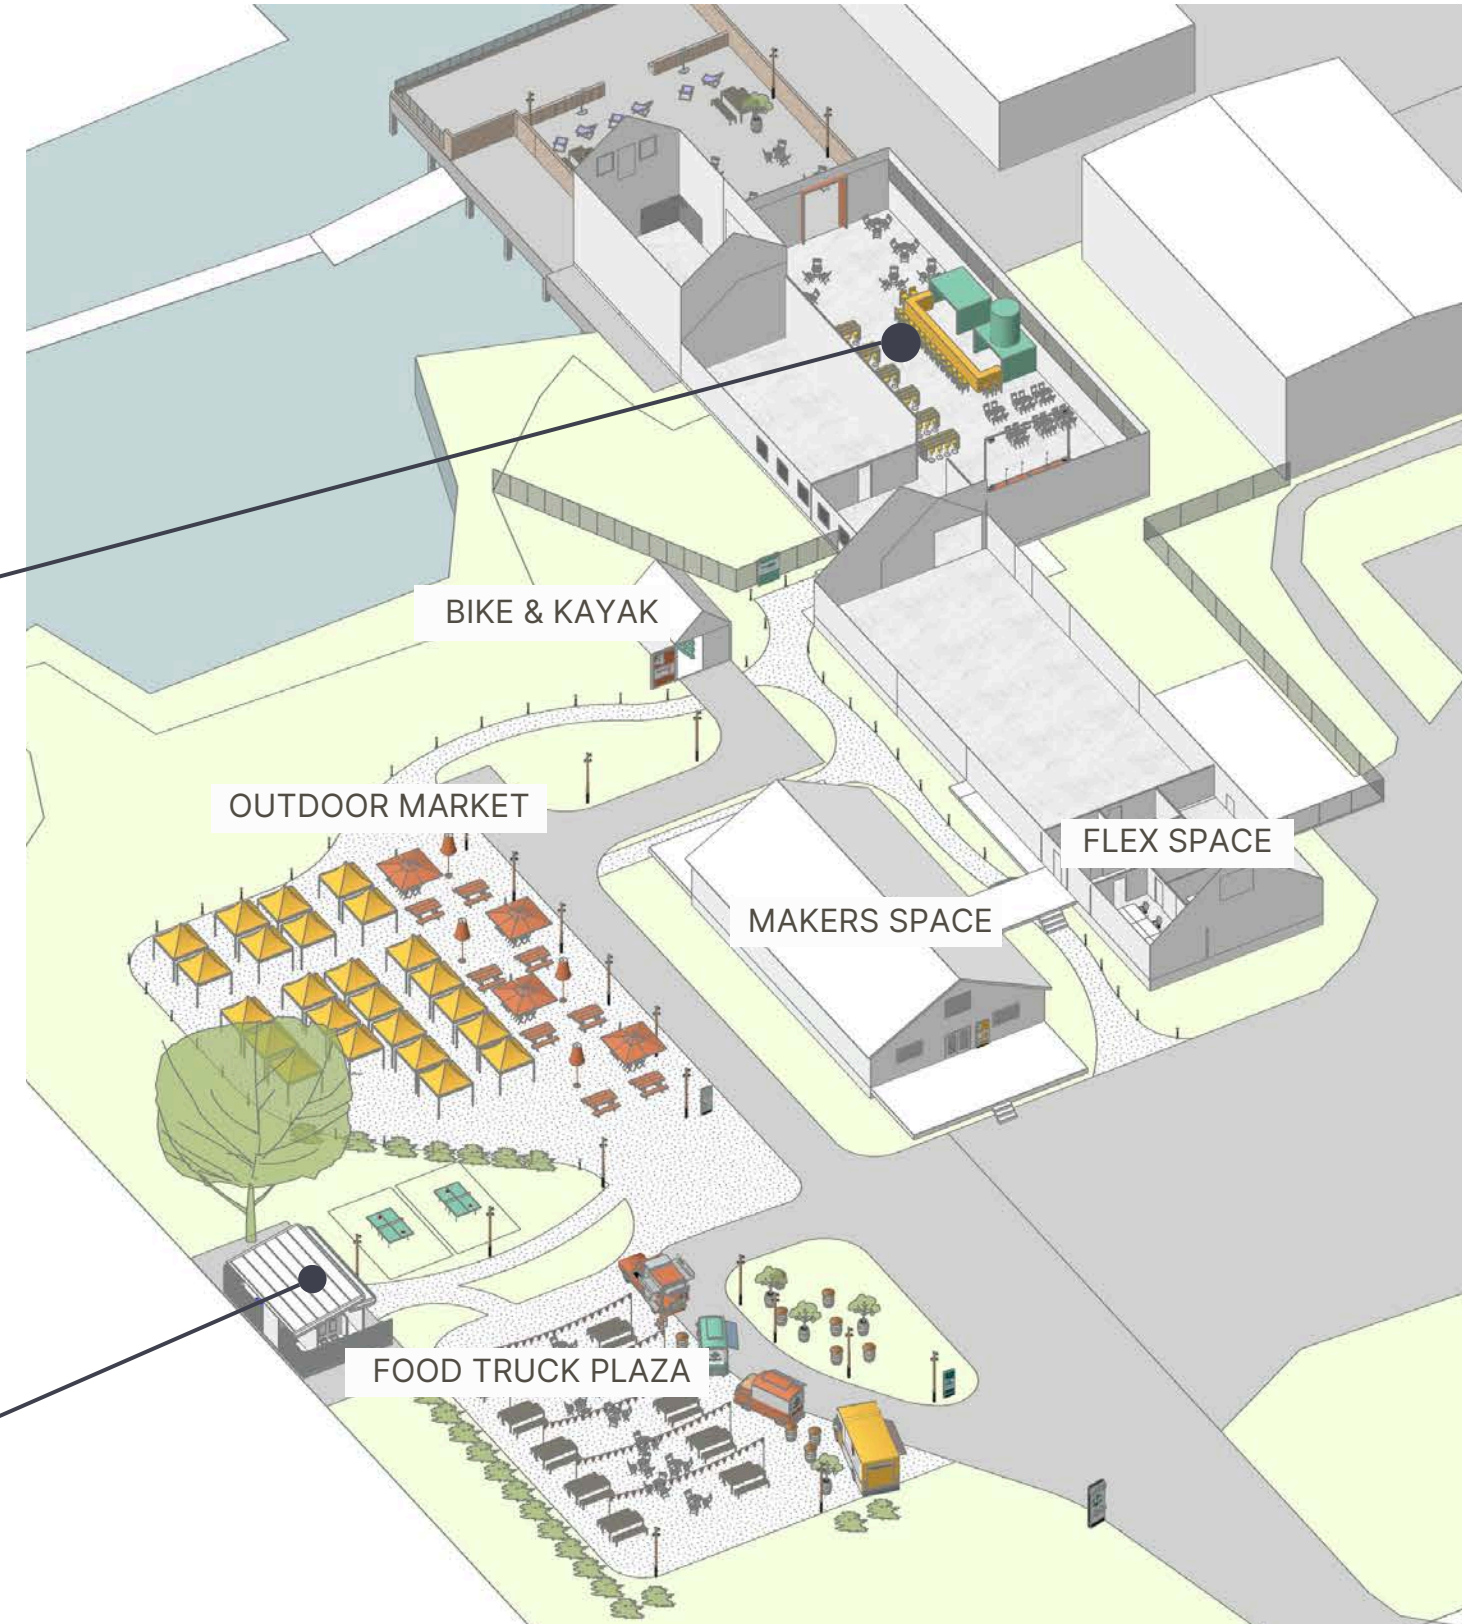 BIKE & KAYAK
OUTDOOR MARKET
FLEX SPACE
MAKERS SPACE
FOOD TRUCK PLAZA